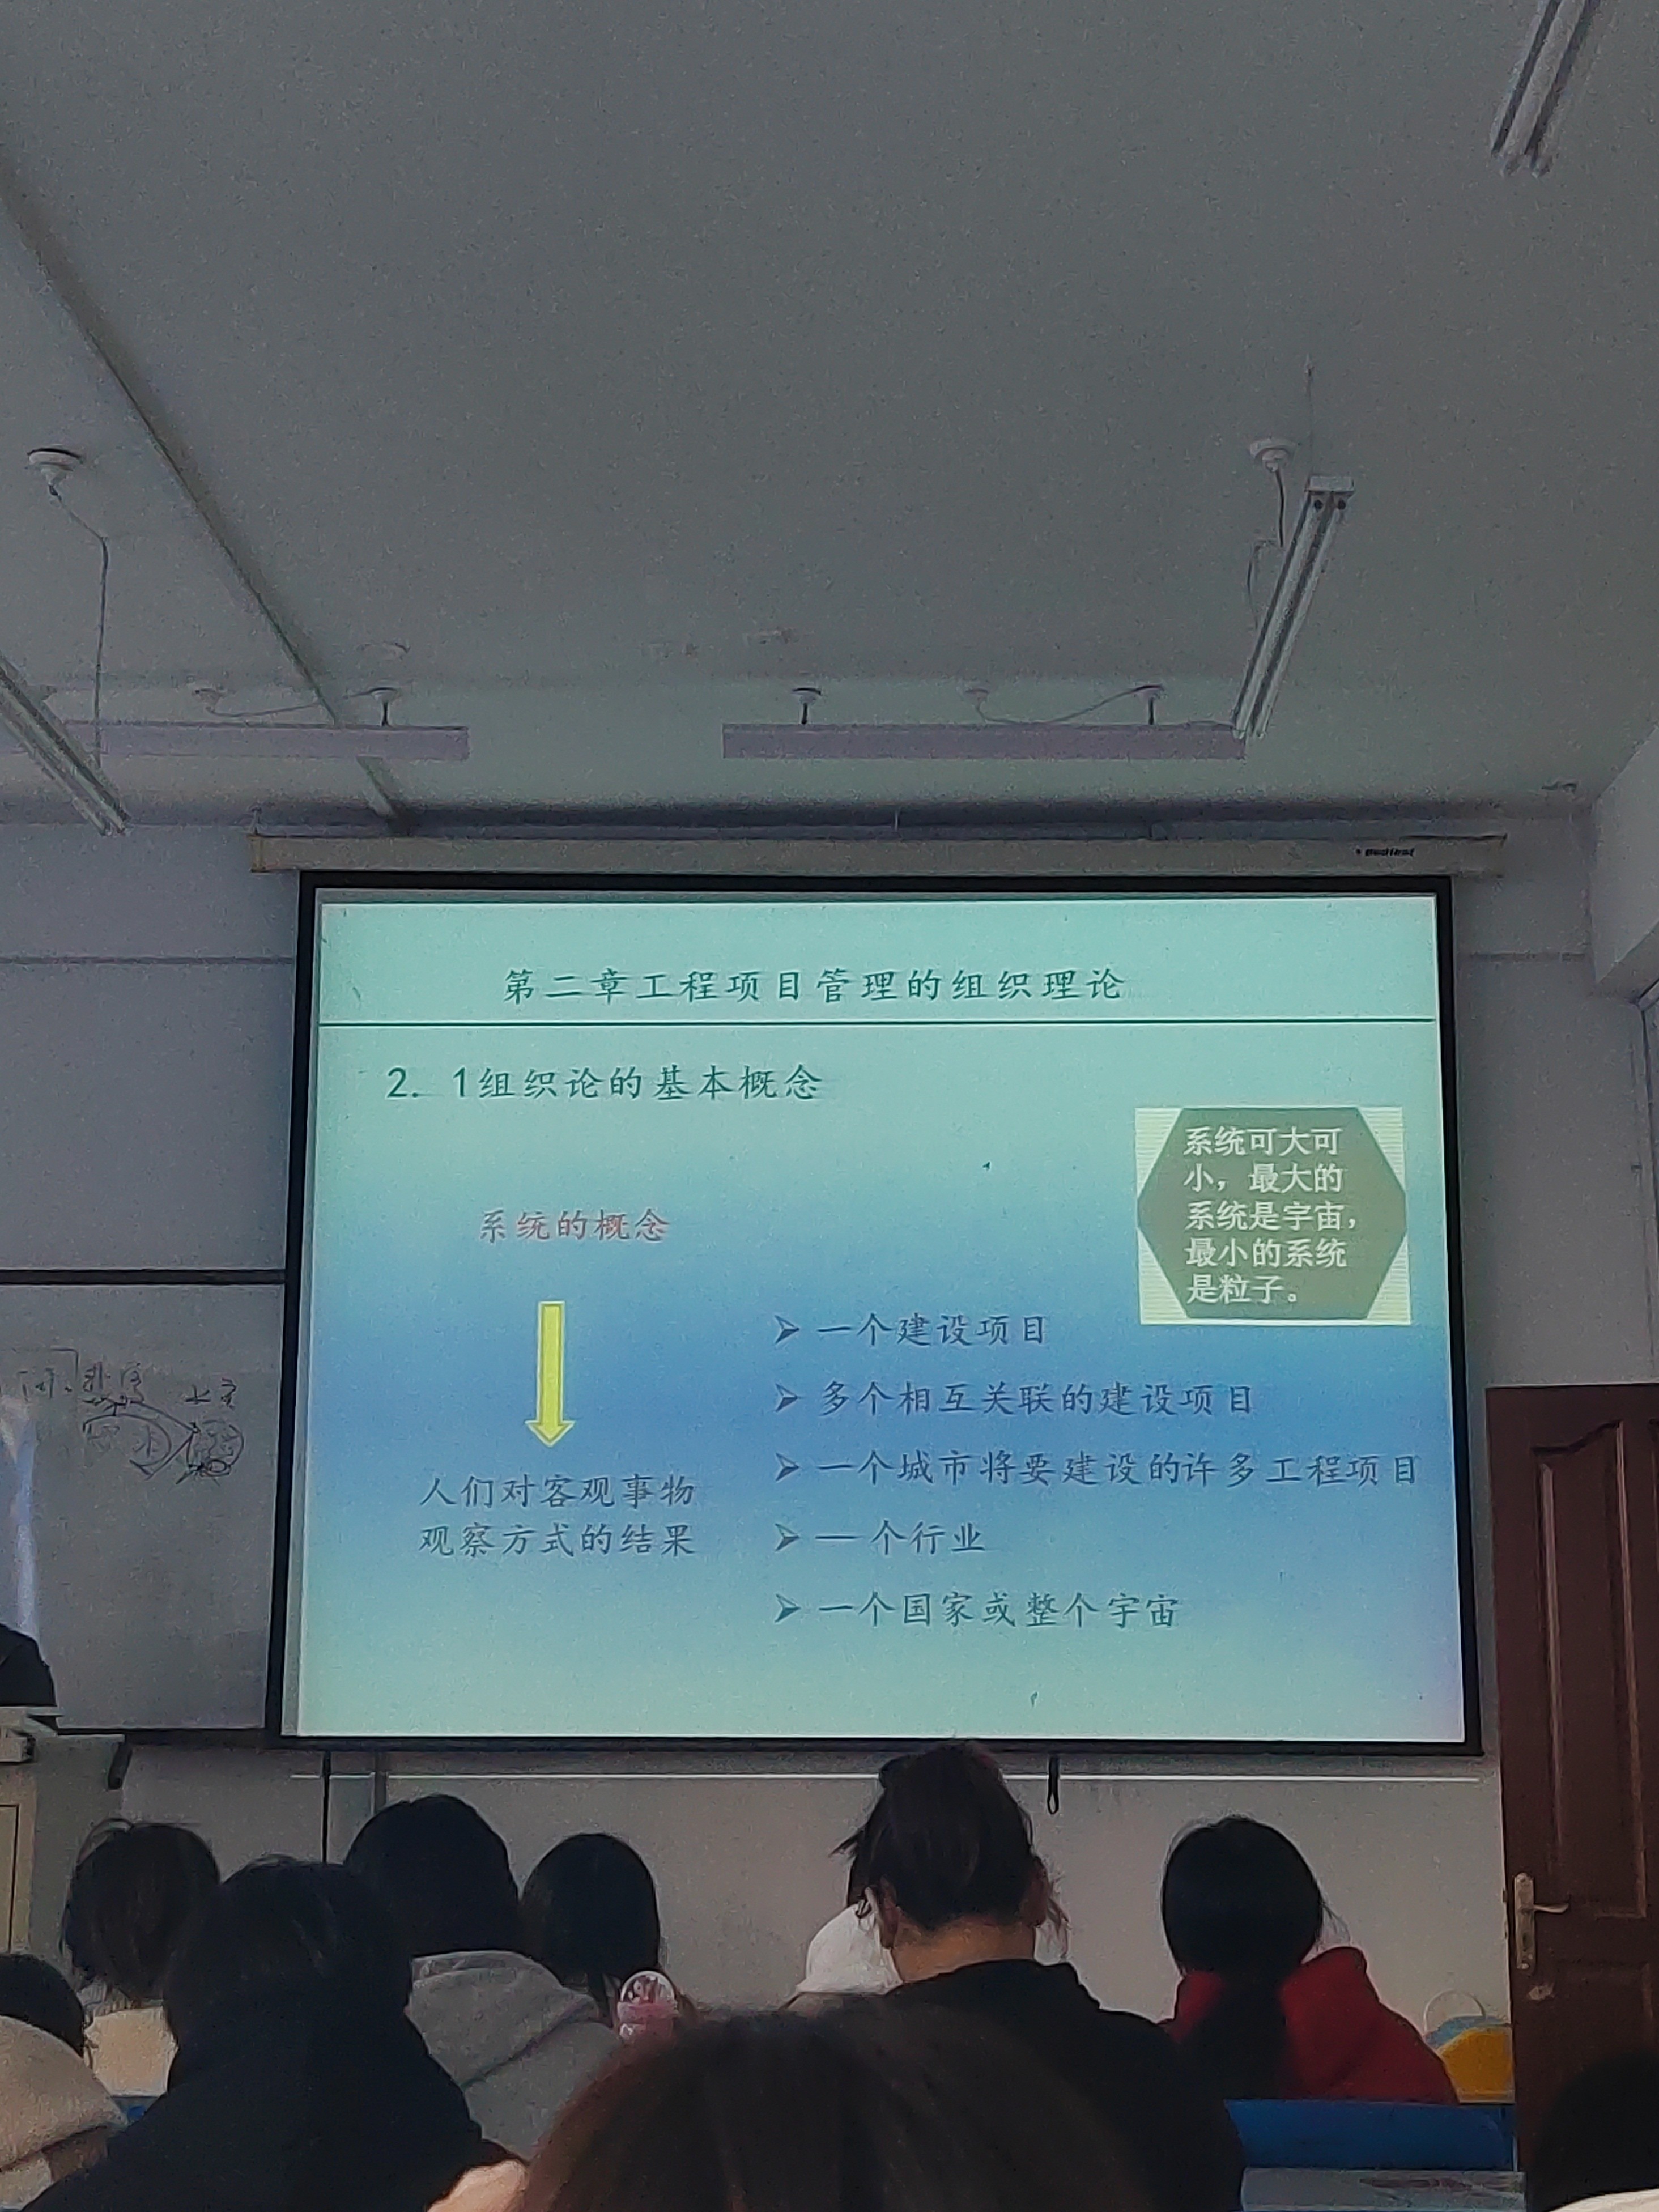 第二章工程项目管理的组织理论
2. 1组织论的基本概念
系统可大可
小，最大的
系统是宇宙，
最小的系统
是粒子。
系统的概念
人们对客观事物
观察方式的结果
➢ 一个建设项目
➢ 多个相互关联的建设项目
➢ 一个城市将要建设的许多工程项目
➢ 一个行业
➢ 一个国家或整个宇宙